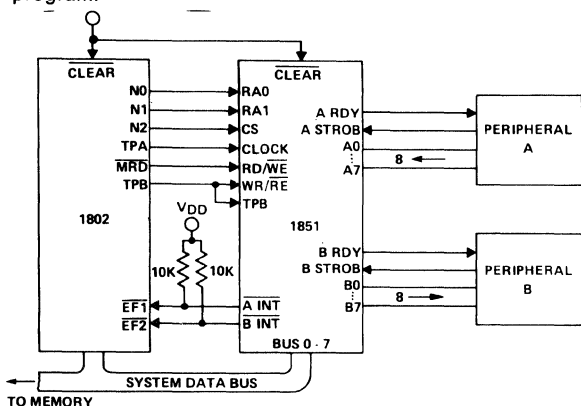 program.
CLEAR
CLEAR
N0
N1
N2
TPA
MRD
TPB
1802
RA0
RA1
CS
CLOCK
RD/WE
WR/RE
TPB
1851
VDD
10K
10K
EF1
EF2
A INT
B INT
BUS 0 - 7
A RDY
A STROB
A0
A7
8
PERIPHERAL
A
B RDY
B STROB
B0
B7
8
PERIPHERAL
B
SYSTEM DATA BUS
TO MEMORY